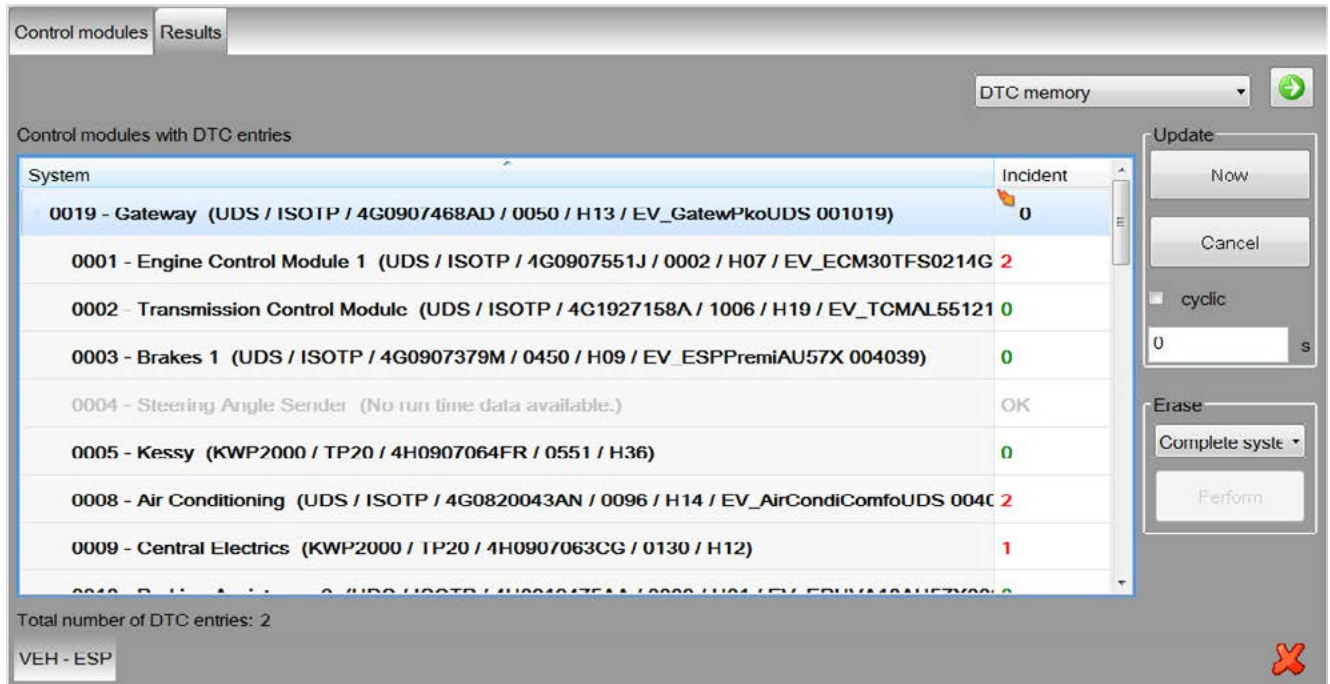 Control modules Results
DTC memory
Control modules with DTC entries
Update
System Incident
Now
0019 - Gateway (UDS / ISOTP / 4G0907468AD / 0050 / H13 / EV_GatewPkoUDS 001019) 0
Cancel
0001 - Engine Control Module 1 (UDS / ISOTP / 4G0907551J / 0002 / H07 / EV_ECM30TFS0214G 2
cyclic
0002 - Transmission Control Module (UDS / ISOTP / 4G1927158A / 1006 / H19 / EV_TCMAL55121 0
0 s
0003 - Brakes 1 (UDS / ISOTP / 4G0907379M / 0450 / H09 / EV_ESPPremiAU57X 004039) 0
0004 - Steering Angle Sender (No run time data available.) OK
Erase
Complete syste
0005 - Kessy (KWP2000 / TP20 / 4H0907064FR / 0551 / H36) 0
0008 - Air Conditioning (UDS / ISOTP / 4G0820043AN / 0096 / H14 / EV_AirCondiComfoUDS 004 2
Perform
0009 - Central Electrics (KWP2000 / TP20 / 4H0907063CG / 0130 / H12) 1
Total number of DTC entries: 2
VEH - ESP